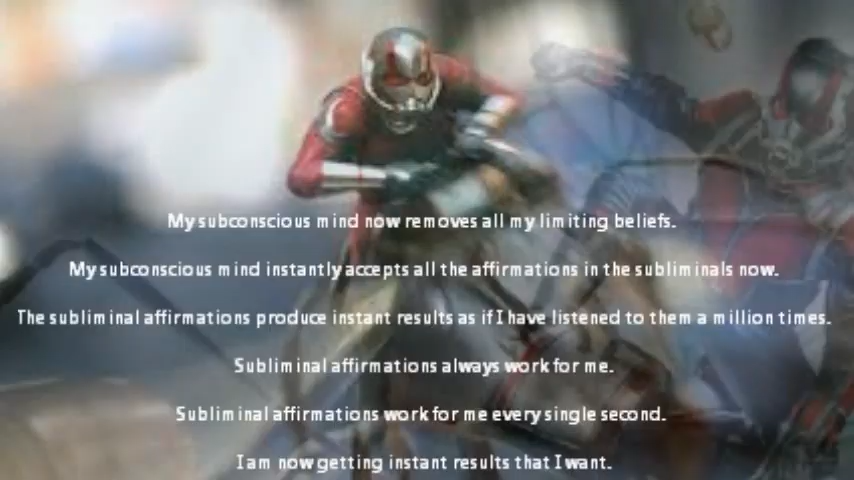 My subconscious mind now removes all my limiting beliefs.
My subconscious mind instantly accepts all the affirmations in the subliminals now.
The subliminal affirmations produce instant results as if I have listened to them a million times.
Subliminal affirmations always work for me.
Subliminal affirmations work for me every single second.
I am now getting instant results that I want.